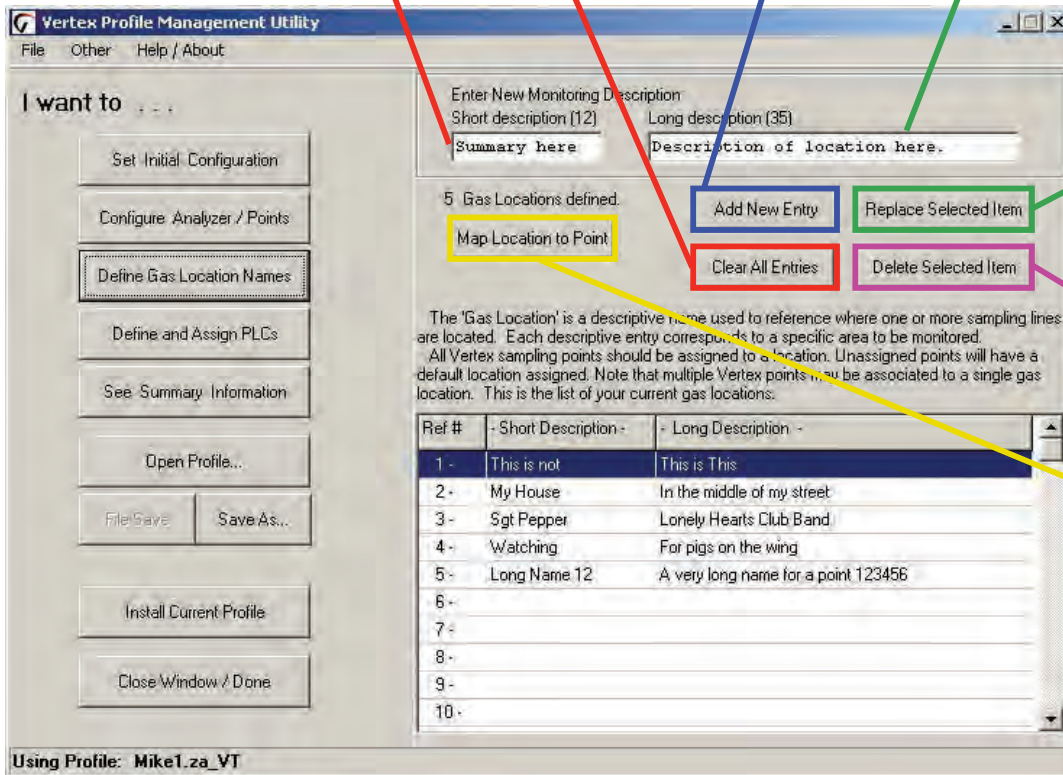 Vertex Profile Management Utility
File Other Help / About
I want to ...
Set Initial Configuration
Configure Analyzer / Points
Define Gas Location Names
Define and Assign PLCs
See Summary Information
Open Profile...
File Save Save As...
Install Current Profile
Close Window / Done
Enter New Monitoring Description
Short description (12) Long description (35)
Summary here Description of location here.
5 Gas Locations defined.
Add New Entry Replace Selected Item
Map Location to Point
Clear All Entries Delete Selected Item
The 'Gas Location' is a descriptive name used to reference where one or more sampling lines
are located. Each descriptive entry corresponds to a specific area to be monitored.
All Vertex sampling points should be assigned to a location. Unassigned points will have a
default location assigned. Note that multiple Vertex points may be associated to a single gas
location. This is the list of your current gas locations.
Ref # - Short Description - - Long Description -
1 - This is not This is This
2 - My House In the middle of my street
3 - Sgt Pepper Lonely Hearts Club Band
4 - Watching For pigs on the wing
5 - Long Name 12 A very long name for a point 123456
6 -
7 -
8 -
9 -
10 -
Using Profile: Mike1.za_VT